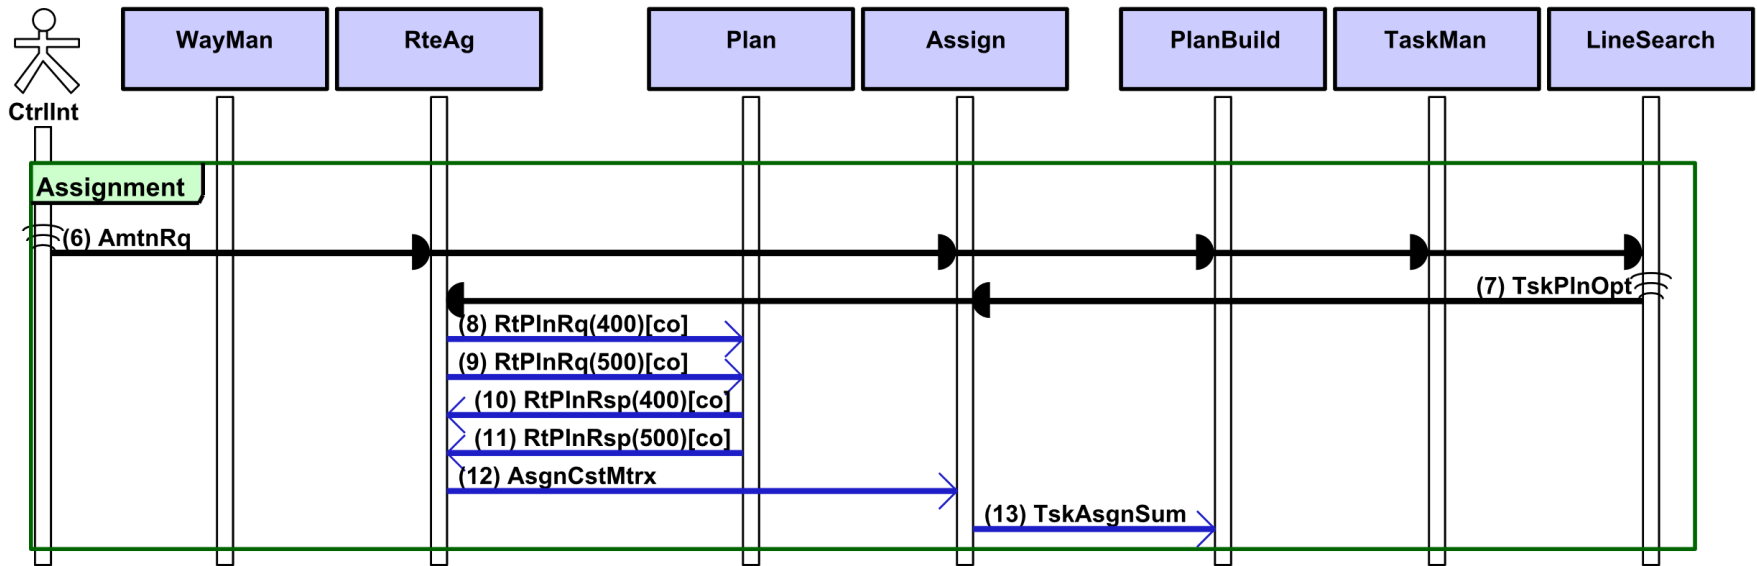 WayMan
RteAg
Plan
Assign
PlanBuild
TaskMan
LineSearch
CtrlInt
Assignment
(6) AmtnRq
(7) TskPlnOpt
(8) RtPlnRq(400)[co]
(9) RtPlnRq(500)[co]
(10) RtPlnRsp(400)[co]
(11) RtPlnRsp(500)[co]
(12) AsgnCstMtrx
(13) TskAsgnSum